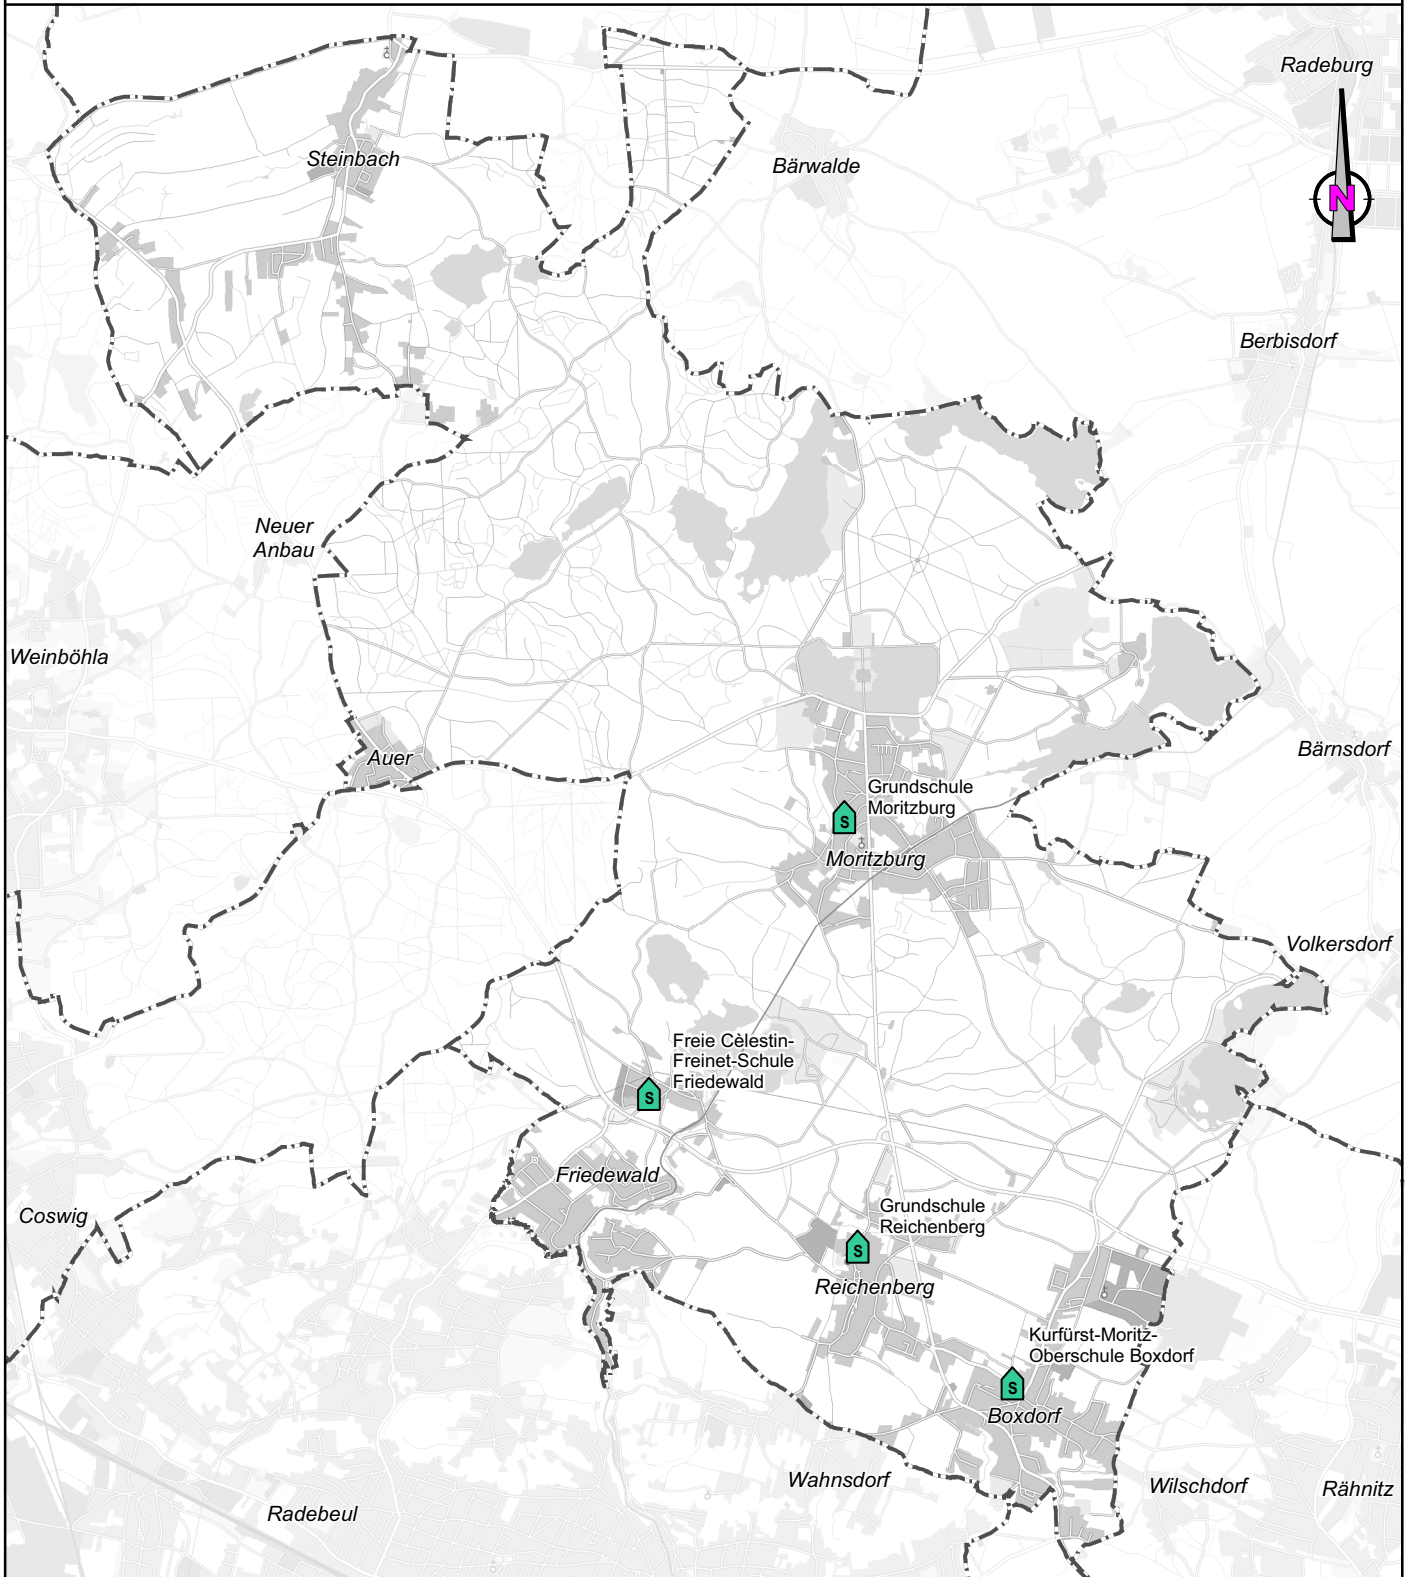 Radeburg
N
Steinbach
Bärwalde
Berbisdorf
Neuer
Anbau
Weinböhla
Auer
Bärnsdorf
Grundschule
Moritzburg
S
Moritzburg
Volkersdorf
Freie Cèlestin-
Freinet-Schule
Friedewald
S
Friedewald
Coswig
Grundschule
Reichenberg
S
Reichenberg
Kurfürst-Moritz-
Oberschule Boxdorf
S
Boxdorf
Wahnsdorf
Wilschdorf
Rähnitz
Radebeul